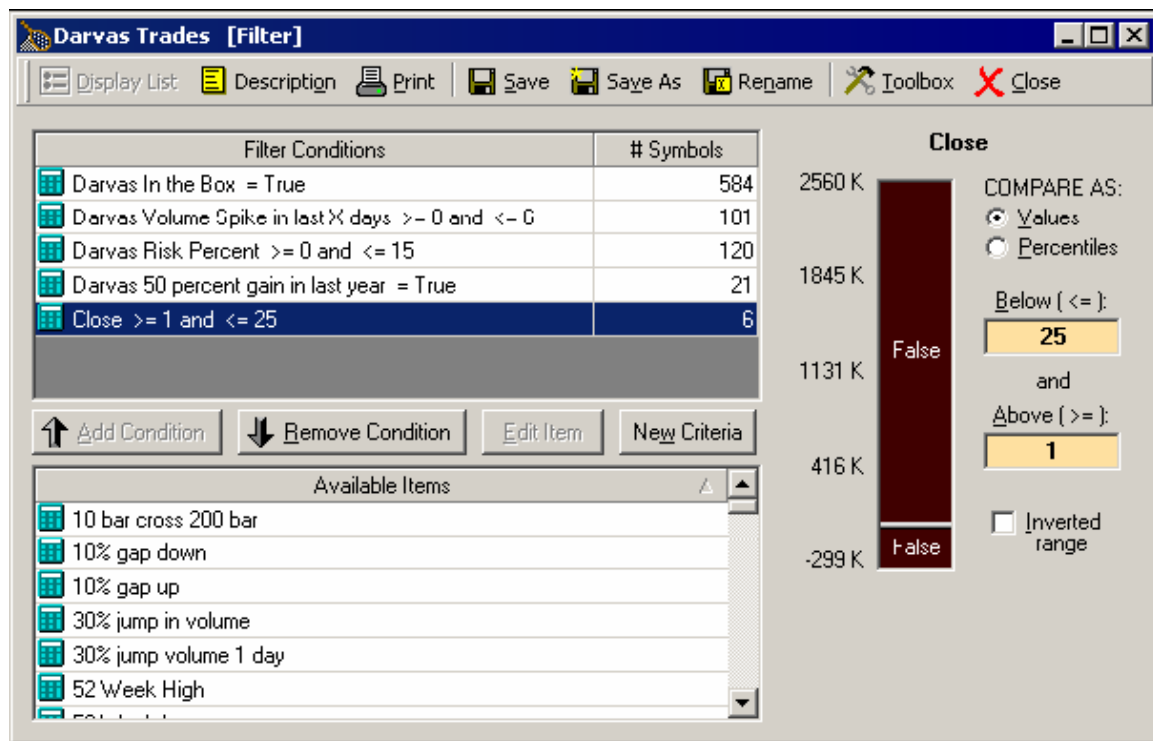 Darvas Trades [Filter]
Display List Description Print Save Save As Rename Toolbox Close
Filter Conditions # Symbols
Darvas In the Box = True 584
Darvas Volume Spike in last X days >= 0 and <= 6 101
Darvas Risk Percent >= 0 and <= 15 120
Darvas 50 percent gain in last year = True 21
Close >= 1 and <= 25 6
Add Condition Remove Condition Edit Item New Criteria
Available Items
10 bar cross 200 bar
10% gap down
10% gap up
30% jump in volume
30% jump volume 1 day
52 Week High
Close
2560 K
1845 K
1131 K
416 K
-299 K
False
False
COMPARE AS:
Values
Percentiles
Below ( <= ):
25
and
Above ( >= ):
1
Inverted
range